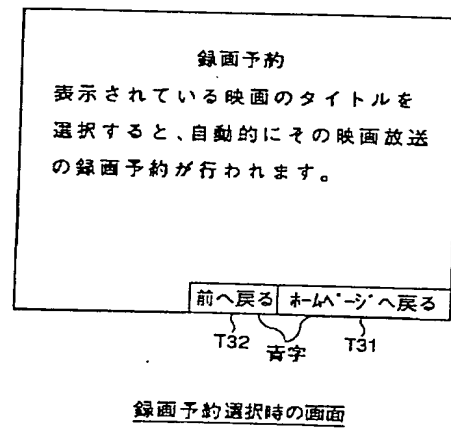 録画予約
表示されている映画のタイトルを
選択すると、自動的にその映画放送
の録画予約が行われます。
前へ戻る ホームページへ戻る
T32 青字 T31
録画予約選択時の画面